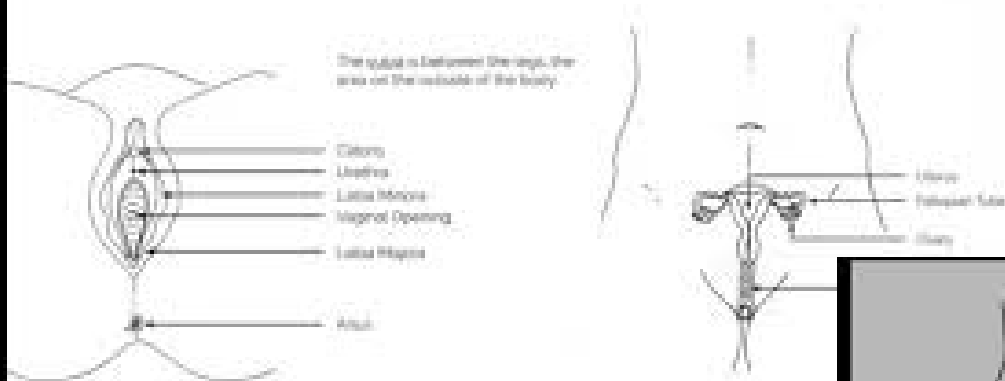 The vulva is between the legs, the
area on the outside of the body
Clitoris
Urethra
Labia Minora
Vaginal Opening
Labia Majora
Anus
Uterus
Fallopian Tube
Ovary